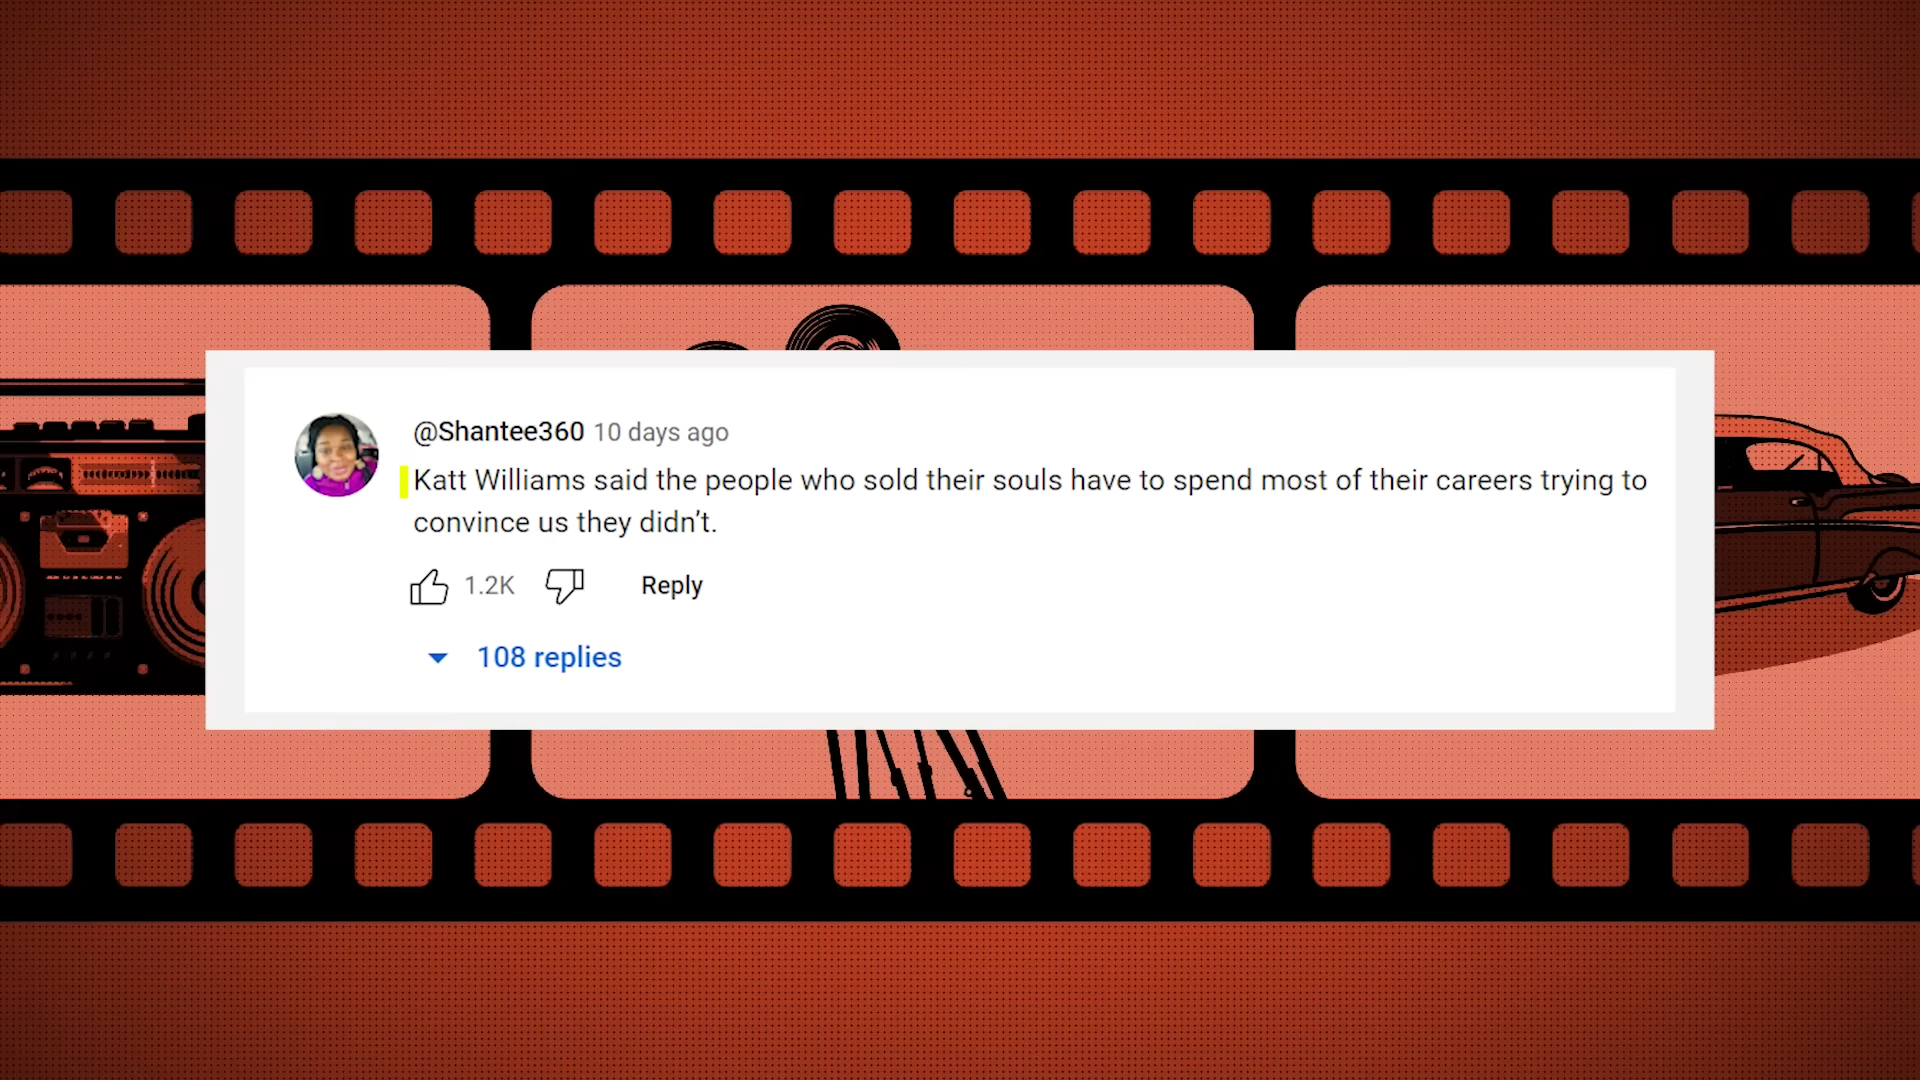 @Shantee360 10 days ago
Katt Williams said the people who sold their souls have to spend most of their careers trying to
convince us they didn’t.
1.2K Reply
108 replies